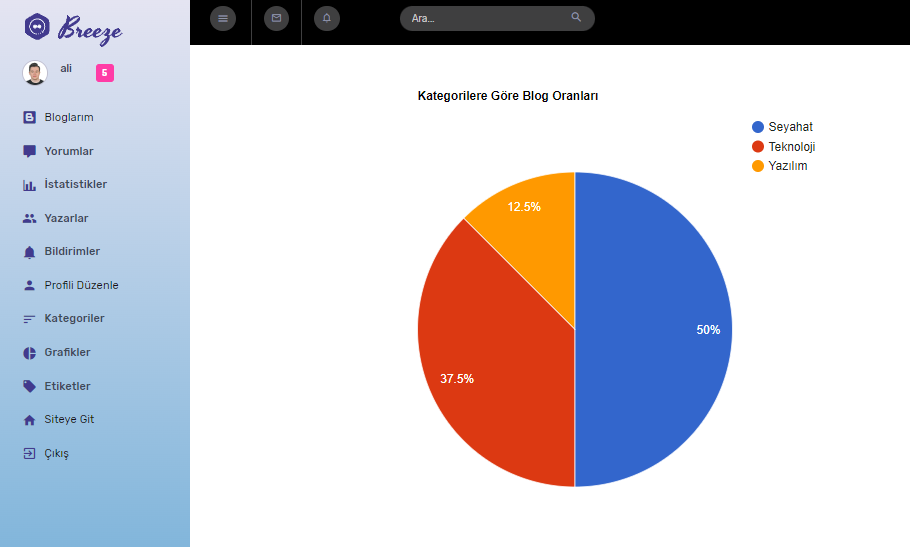 Breeze
ali
5
Bloglarım
Yorumlar
İstatistikler
Yazarlar
Bildirimler
Profili Düzenle
Kategoriler
Grafikler
Etiketler
Siteye Git
Çıkış
Ara...
Kategorilere Göre Blog Oranları
Seyahat
Teknoloji
Yazılım
12.5%
50%
37.5%